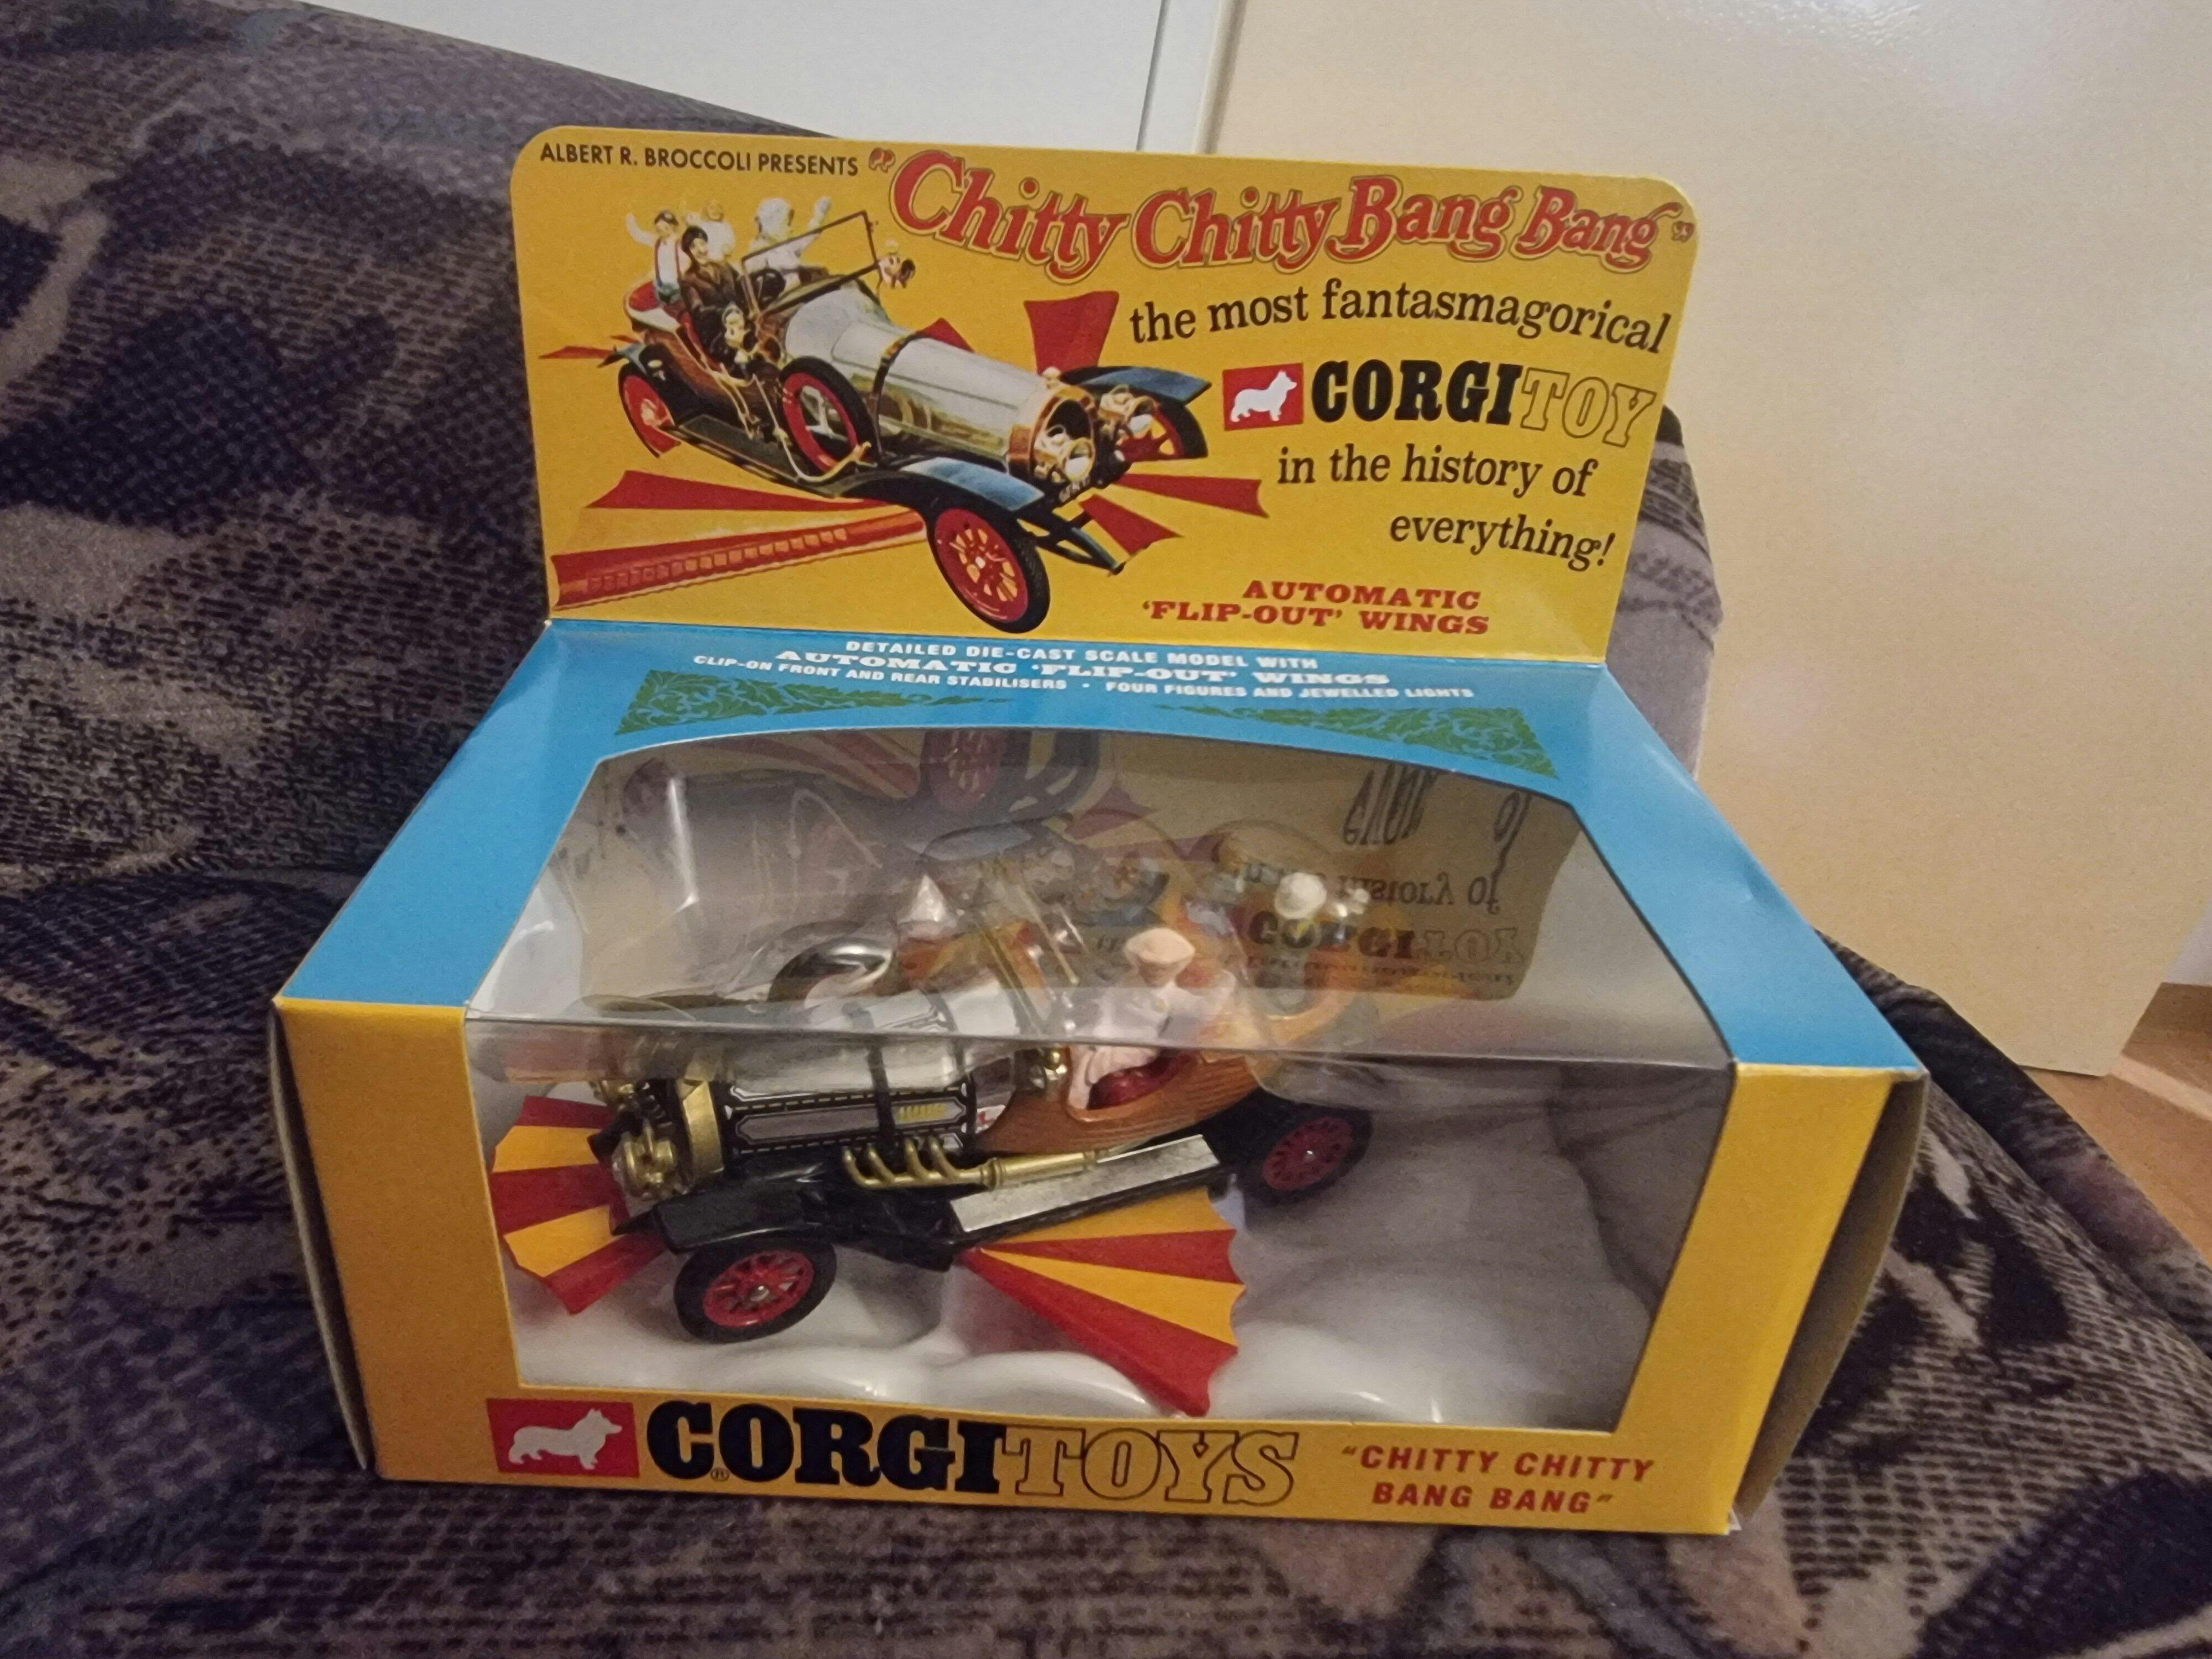 ALBERT R. BROCCOLI PRESENTS "Chitty Chitty Bang Bang"
the most fantasmagorical
CORGI TOY
in the history of
everything!
AUTOMATIC
'FLIP-OUT' WINGS
DETAILED DIE-CAST SCALE MODEL WITH
AUTOMATIC 'FLIP-OUT' WINGS
CLIP-ON FRONT AND REAR STABILISERS • FOUR FIGURES AND JEWELLED LIGHTS
CORGI TOYS
®
"CHITTY CHITTY
BANG BANG"